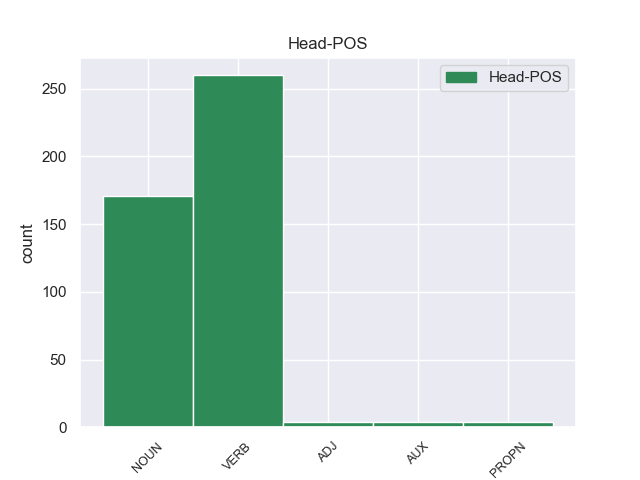 Head-POS
Head-POS
count
250
200
150
100
50
0
NOUN
VERB
ADJ
AUX
PROPN